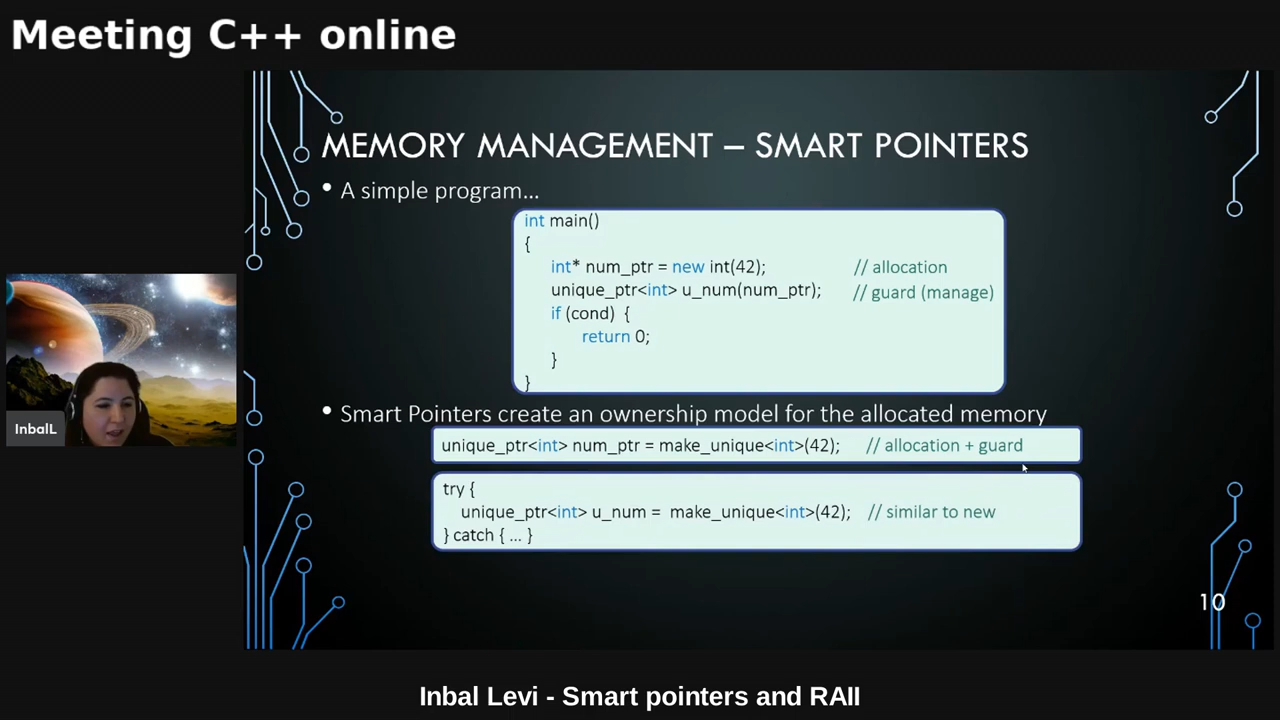 Meeting C++ online
MEMORY MANAGEMENT – SMART POINTERS
• A simple program...
int main()
{
int* num_ptr = new int(42); // allocation
unique_ptr<int> u_num(num_ptr); // guard (manage)
if (cond) {
return 0;
}
}
• Smart Pointers create an ownership model for the allocated memory
unique_ptr<int> num_ptr = make_unique<int>(42); // allocation + guard
try {
unique_ptr<int> u_num = make_unique<int>(42); // similar to new
} catch { ... }
InbalL
10
Inbal Levi - Smart pointers and RAII